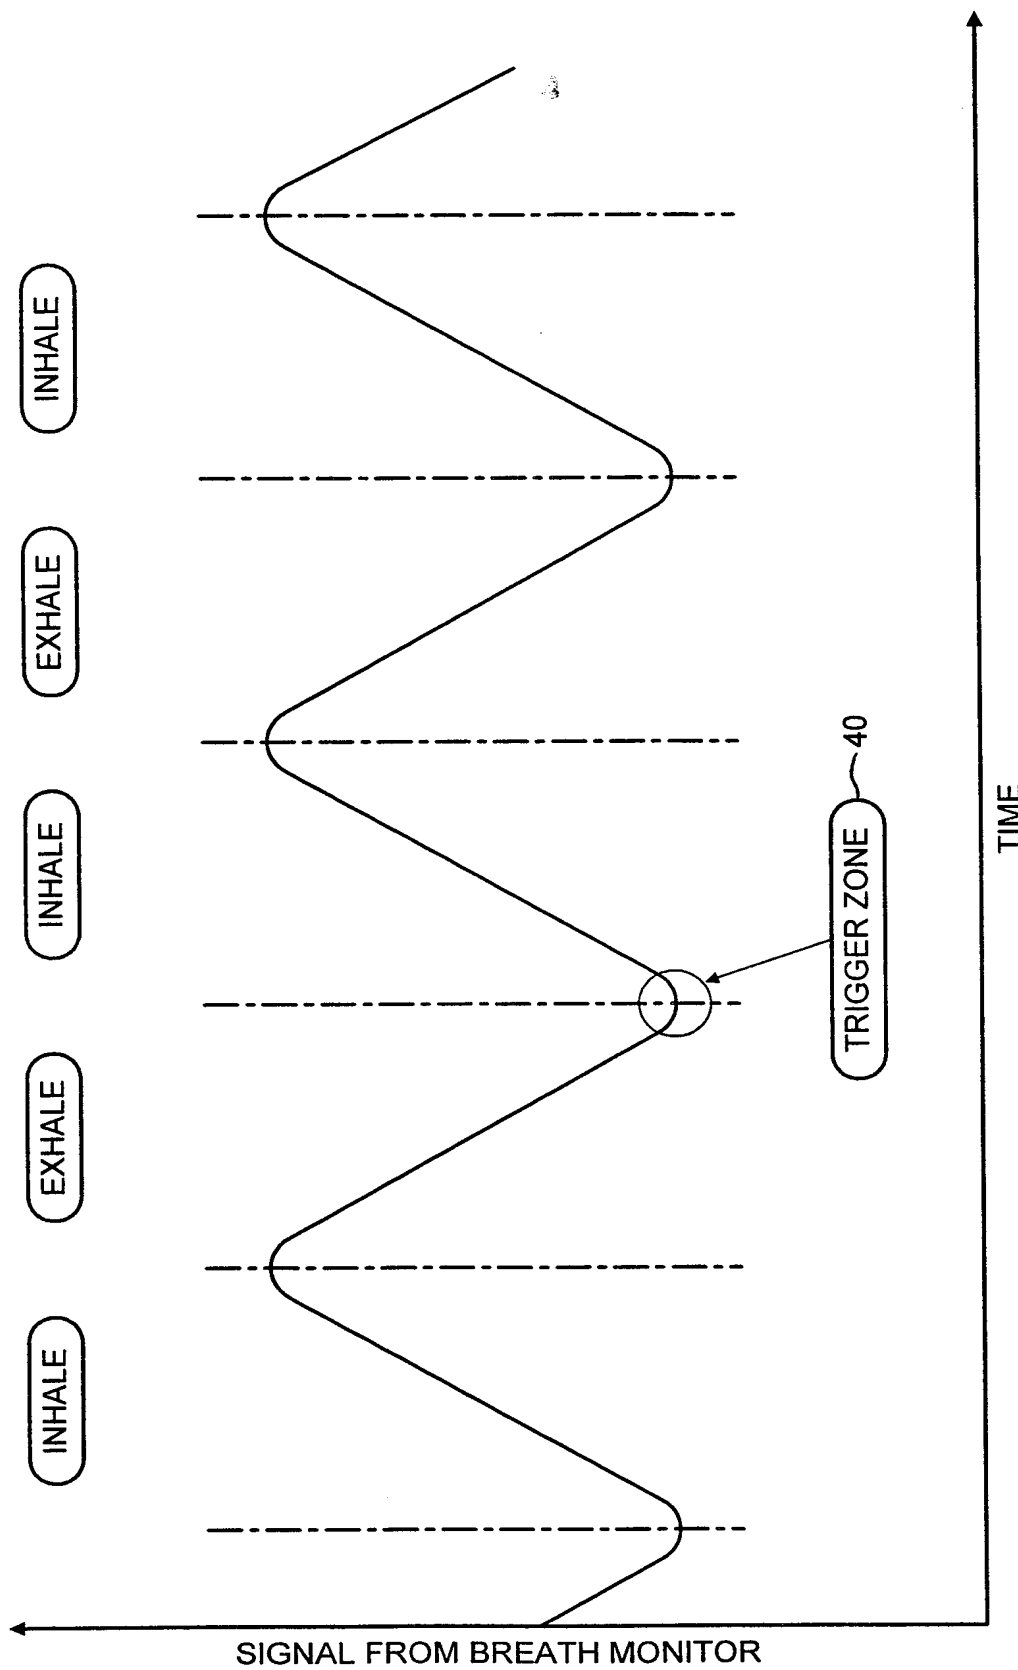 INHALE
EXHALE
INHALE
EXHALE
INHALE
TRIGGER ZONE
40
TIME
SIGNAL FROM BREATH MONITOR